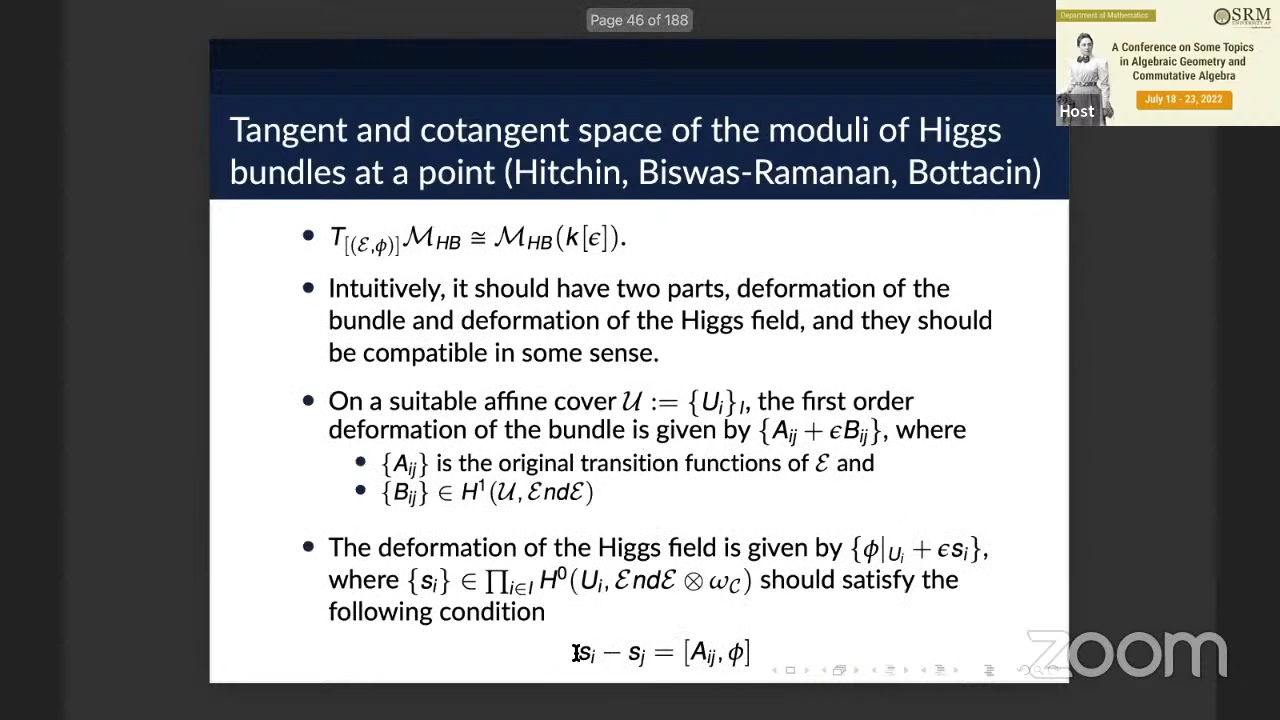 Page 46 of 188
Department of Mathematics
SRM
UNIVERSITY AP
A Conference on Some Topics
in Algebraic Geometry and
Commutative Algebra
July 18 - 23, 2022
Host
Tangent and cotangent space of the moduli of Higgs
bundles at a point (Hitchin, Biswas-Ramanan, Bottacin)
• T_{[(ℰ,ϕ)]}ℳ_{HB} ≅ ℳ_{HB}(k[ϵ]).
• Intuitively, it should have two parts, deformation of the
bundle and deformation of the Higgs field, and they should
be compatible in some sense.
• On a suitable affine cover 𝒰 := {U_i}_I, the first order
deformation of the bundle is given by {A_{ij} + ϵB_{ij}}, where
• {A_{ij}} is the original transition functions of ℰ and
• {B_{ij}} ∈ H^1(𝒰, ℰndℰ)
• The deformation of the Higgs field is given by {ϕ|_{U_i} + ϵs_i},
where {s_i} ∈ ∏_{i∈I} H^0(U_i, ℰndℰ ⊗ ω_𝒞) should satisfy the
following condition
s_i − s_j = [A_{ij}, ϕ]
zoom